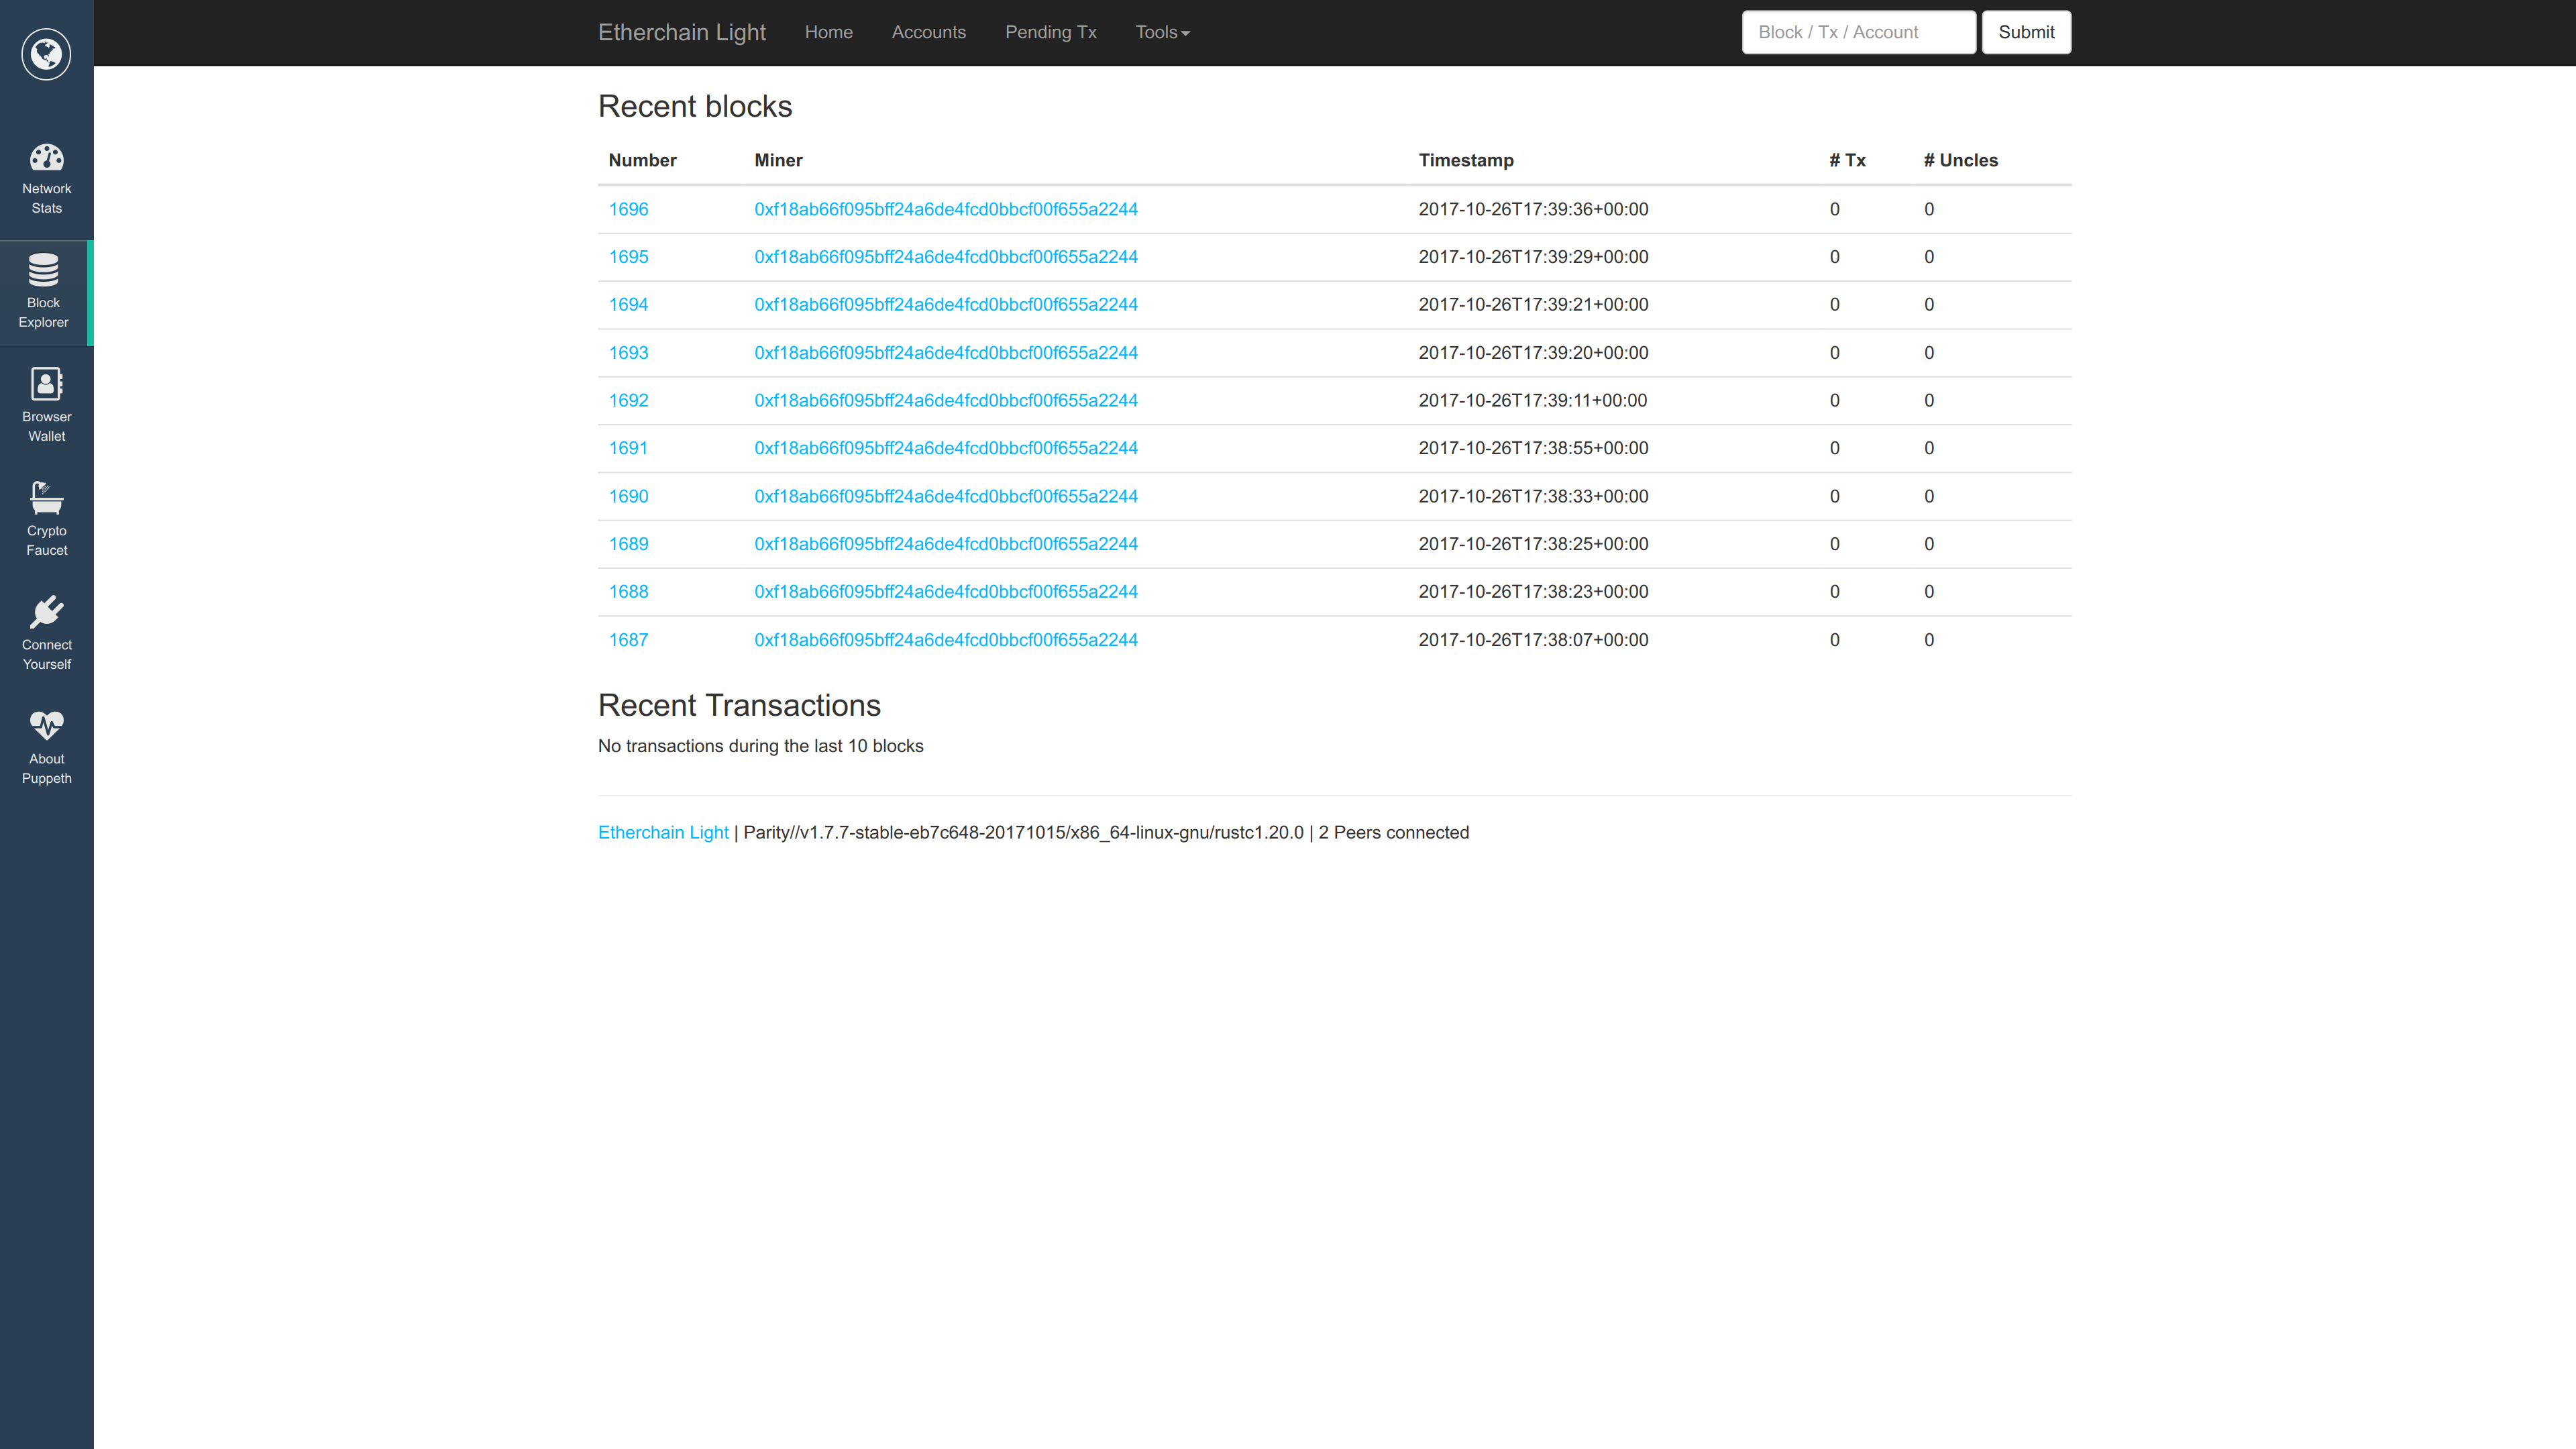 Etherchain Light Home Accounts Pending Tx Tools Block / Tx / Account Submit
Network
Stats
Block
Explorer
Browser
Wallet
Crypto
Faucet
Connect
Yourself
About
Puppeth
Recent blocks
Number Miner Timestamp # Tx # Uncles
1696 0xf18ab66f095bff24a6de4fcd0bbcf00f655a2244 2017-10-26T17:39:36+00:00 0 0
1695 0xf18ab66f095bff24a6de4fcd0bbcf00f655a2244 2017-10-26T17:39:29+00:00 0 0
1694 0xf18ab66f095bff24a6de4fcd0bbcf00f655a2244 2017-10-26T17:39:21+00:00 0 0
1693 0xf18ab66f095bff24a6de4fcd0bbcf00f655a2244 2017-10-26T17:39:20+00:00 0 0
1692 0xf18ab66f095bff24a6de4fcd0bbcf00f655a2244 2017-10-26T17:39:11+00:00 0 0
1691 0xf18ab66f095bff24a6de4fcd0bbcf00f655a2244 2017-10-26T17:38:55+00:00 0 0
1690 0xf18ab66f095bff24a6de4fcd0bbcf00f655a2244 2017-10-26T17:38:33+00:00 0 0
1689 0xf18ab66f095bff24a6de4fcd0bbcf00f655a2244 2017-10-26T17:38:25+00:00 0 0
1688 0xf18ab66f095bff24a6de4fcd0bbcf00f655a2244 2017-10-26T17:38:23+00:00 0 0
1687 0xf18ab66f095bff24a6de4fcd0bbcf00f655a2244 2017-10-26T17:38:07+00:00 0 0
Recent Transactions
No transactions during the last 10 blocks
Etherchain Light | Parity//v1.7.7-stable-eb7c648-20171015/x86_64-linux-gnu/rustc1.20.0 | 2 Peers connected